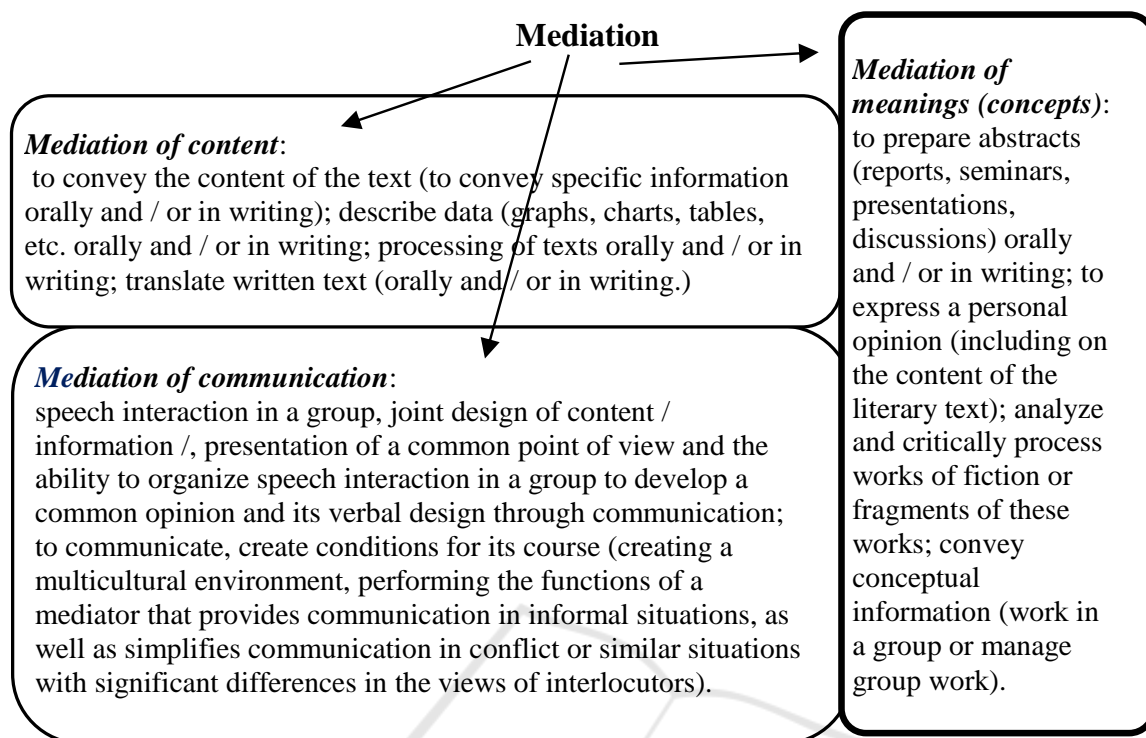 Mediation
Mediation of content:
to convey the content of the text (to convey specific information
orally and / or in writing); describe data (graphs, charts, tables,
etc. orally and / or in writing; processing of texts orally and / or in
writing; translate written text (orally and / or in writing.)
Mediation of communication:
speech interaction in a group, joint design of content /
information /, presentation of a common point of view and the
ability to organize speech interaction in a group to develop a
common opinion and its verbal design through communication;
to communicate, create conditions for its course (creating a
multicultural environment, performing the functions of a
mediator that provides communication in informal situations, as
well as simplifies communication in conflict or similar situations
with significant differences in the views of interlocutors).
Mediation of
meanings (concepts):
to prepare abstracts
(reports, seminars,
presentations,
discussions) orally
and / or in writing; to
express a personal
opinion (including on
the content of the
literary text); analyze
and critically process
works of fiction or
fragments of these
works; convey
conceptual
information (work in
a group or manage
group work).